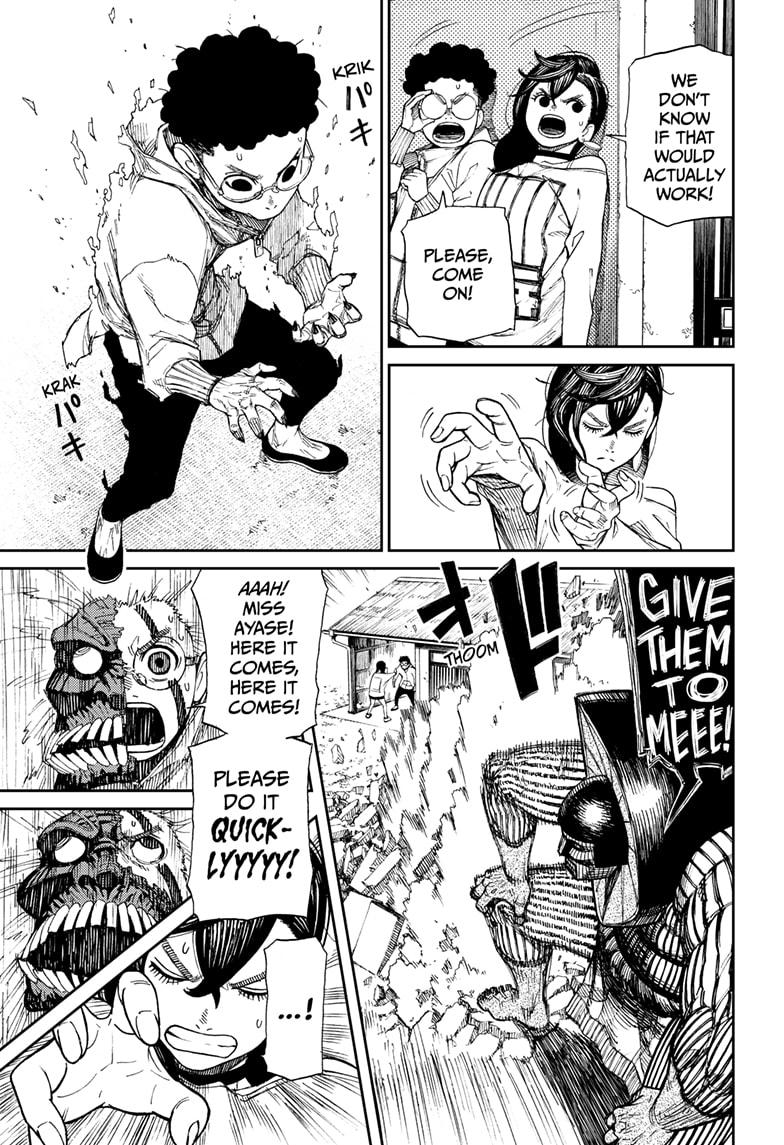 WE
DON'T
KNOW
IF THAT
WOULD
ACTUALLY
WORK!
PLEASE,
COME
ON!
KRIK
パキ
KRAK
パキ
GIVE
THEM
TO
MEEE!
THOOM
オン
AAAH!
MISS
AYASE!
HERE IT
COMES,
HERE IT
COMES!
PLEASE
DO IT
QUICK-
LYYYYY!
...!